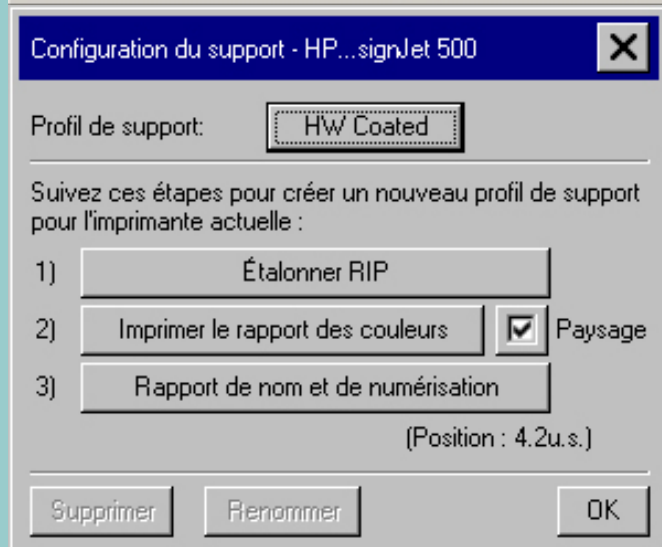 Configuration du support - HP...signJet 500
Profil de support: HW Coated
Suivez ces étapes pour créer un nouveau profil de support
pour l'imprimante actuelle :
1) Étalonner RIP
2) Imprimer le rapport des couleurs Paysage
3) Rapport de nom et de numérisation
(Position : 4.2u.s.)
Supprimer Renommer OK